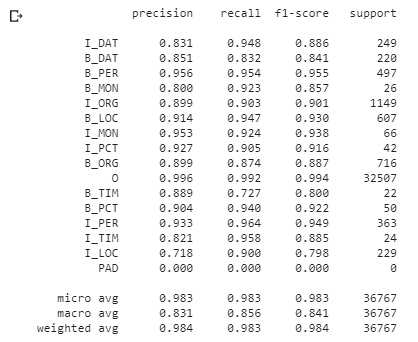 precision recall f1-score support
I_DAT 0.831 0.948 0.886 249
B_DAT 0.851 0.832 0.841 220
B_PER 0.956 0.954 0.955 497
B_MON 0.800 0.923 0.857 26
I_ORG 0.899 0.903 0.901 1149
B_LOC 0.914 0.947 0.930 607
I_MON 0.953 0.924 0.938 66
I_PCT 0.927 0.905 0.916 42
B_ORG 0.899 0.874 0.887 716
O 0.996 0.992 0.994 32507
B_TIM 0.889 0.727 0.800 22
B_PCT 0.904 0.940 0.922 50
I_PER 0.933 0.964 0.949 363
I_TIM 0.821 0.958 0.885 24
I_LOC 0.718 0.900 0.798 229
PAD 0.000 0.000 0.000 0
micro avg 0.983 0.983 0.983 36767
macro avg 0.831 0.856 0.841 36767
weighted avg 0.984 0.983 0.984 36767